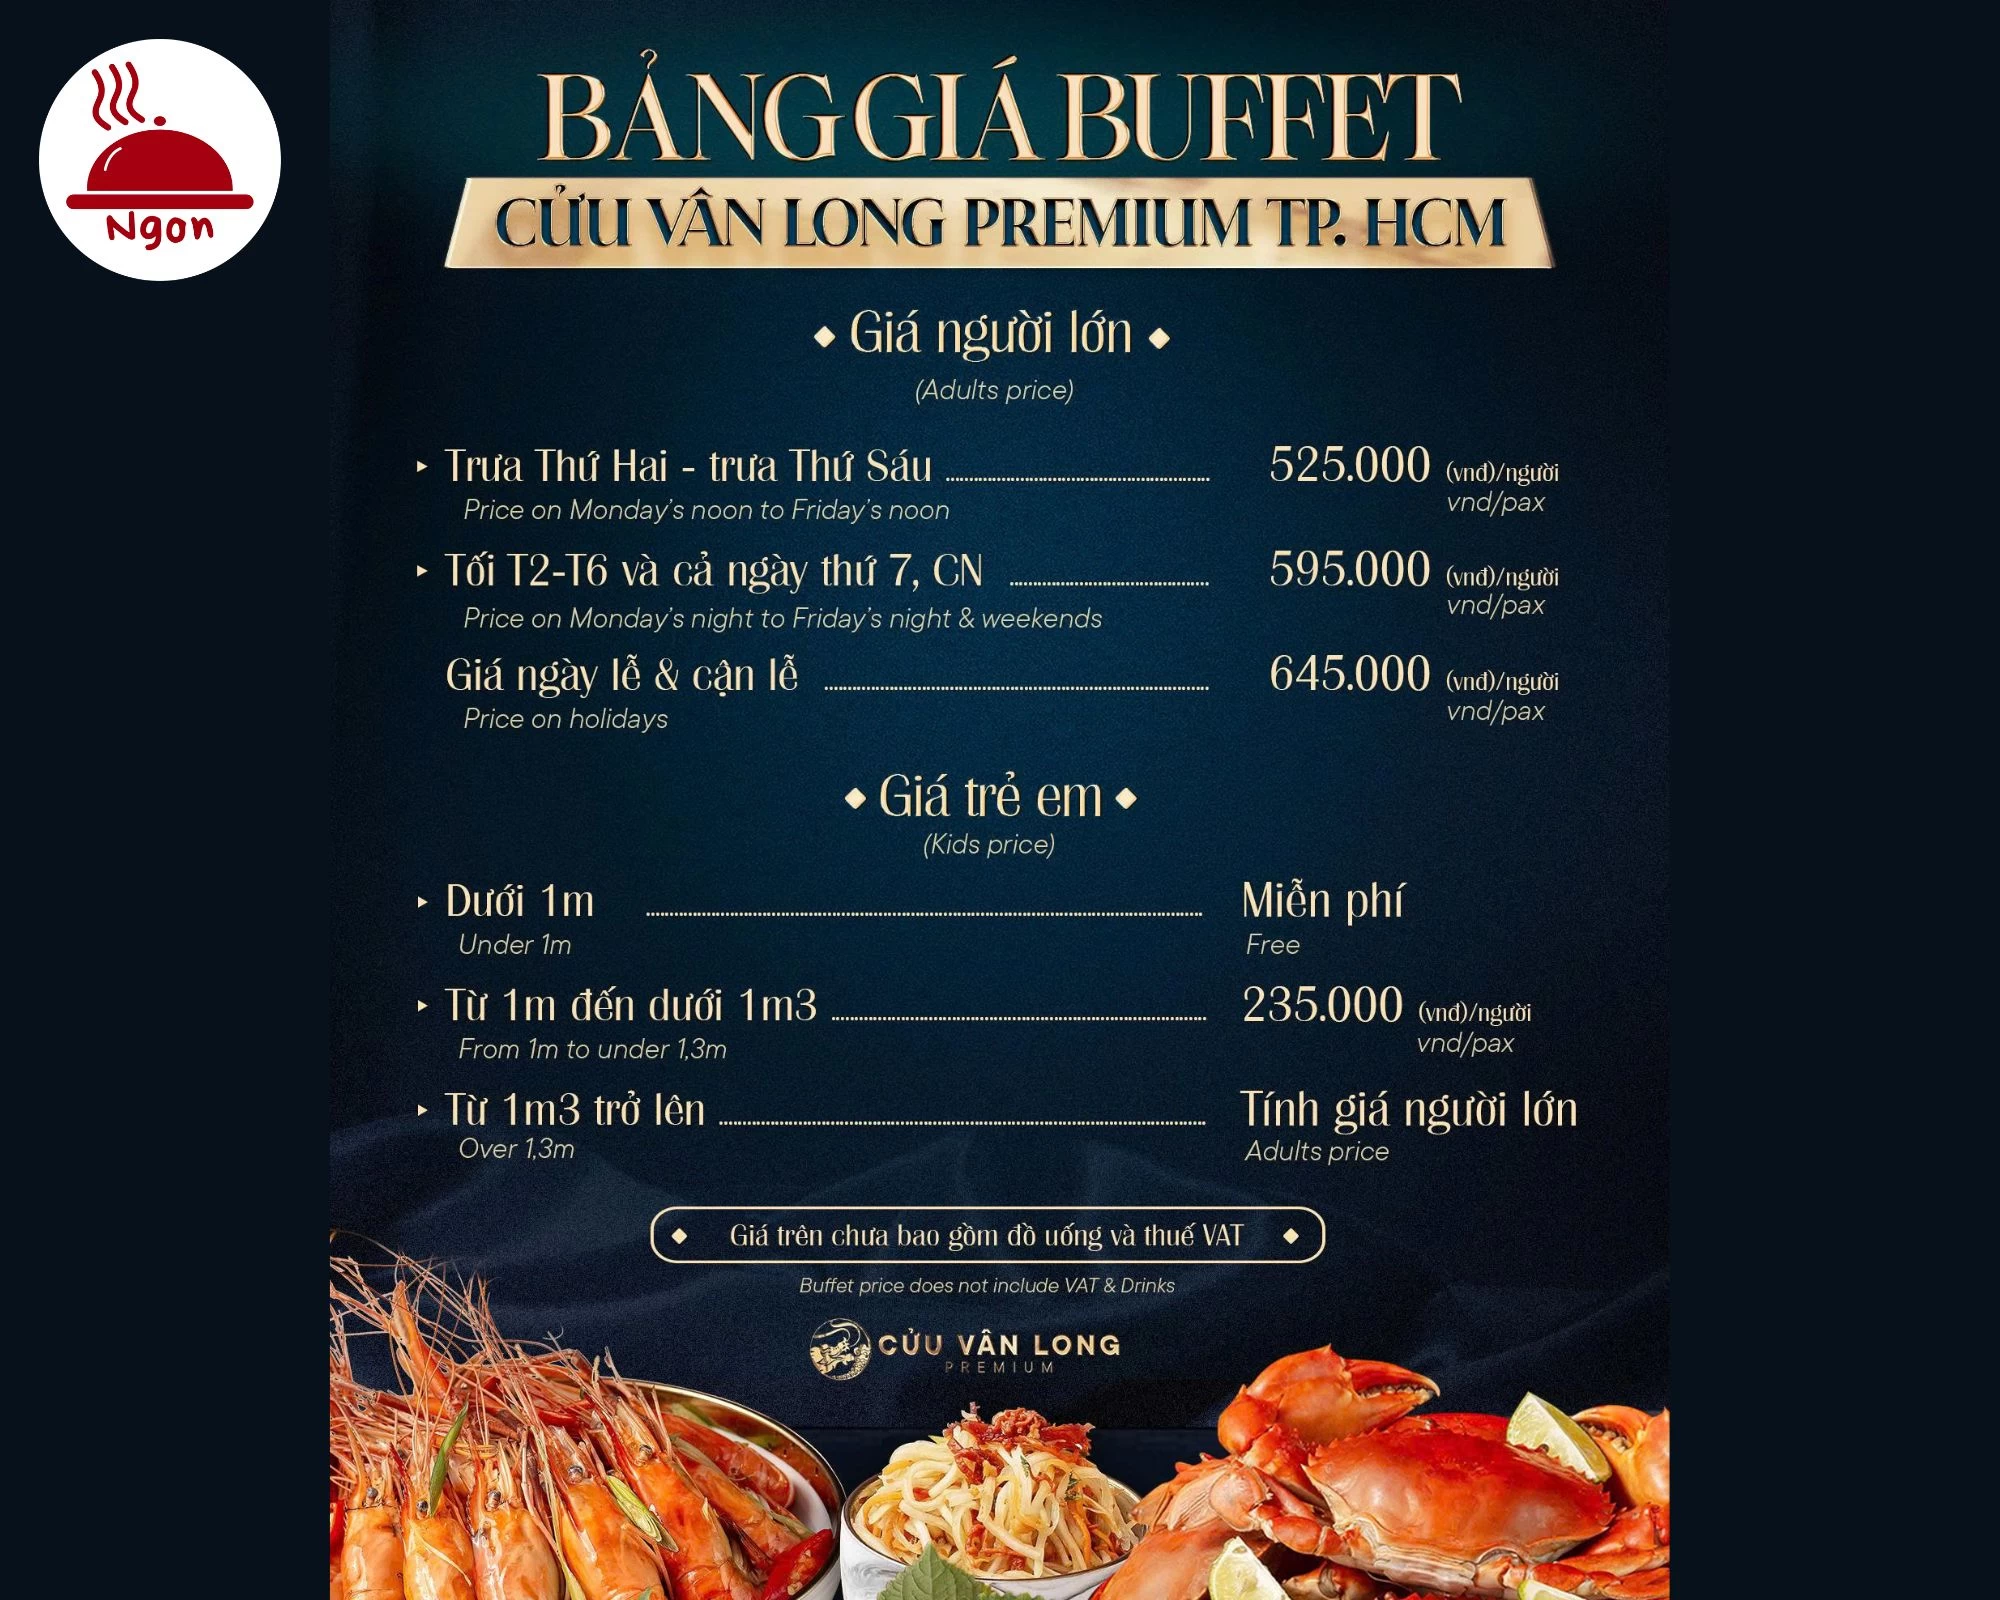 Ngon
BẢNG GIÁ BUFFET
CỬU VÂN LONG PREMIUM TP. HCM
Giá người lớn
(Adults price)
Trưa Thứ Hai - trưa Thứ Sáu ........ 525.000 (vnđ)/người
Price on Monday's noon to Friday's noon vnd/pax
Tối T2-T6 và cả ngày thứ 7, CN ........ 595.000 (vnđ)/người
Price on Monday's night to Friday's night & weekends vnd/pax
Giá ngày lễ & cận lễ ........ 645.000 (vnđ)/người
Price on holidays vnd/pax
Giá trẻ em
(Kids price)
Dưới 1m ........ Miễn phí
Under 1m Free
Từ 1m đến dưới 1m3 ........ 235.000 (vnđ)/người
From 1m to under 1,3m vnd/pax
Từ 1m3 trở lên ........ Tính giá người lớn
Over 1,3m Adults price
Giá trên chưa bao gồm đồ uống và thuế VAT
Buffet price does not include VAT & Drinks
CỬU VÂN LONG
PREMIUM